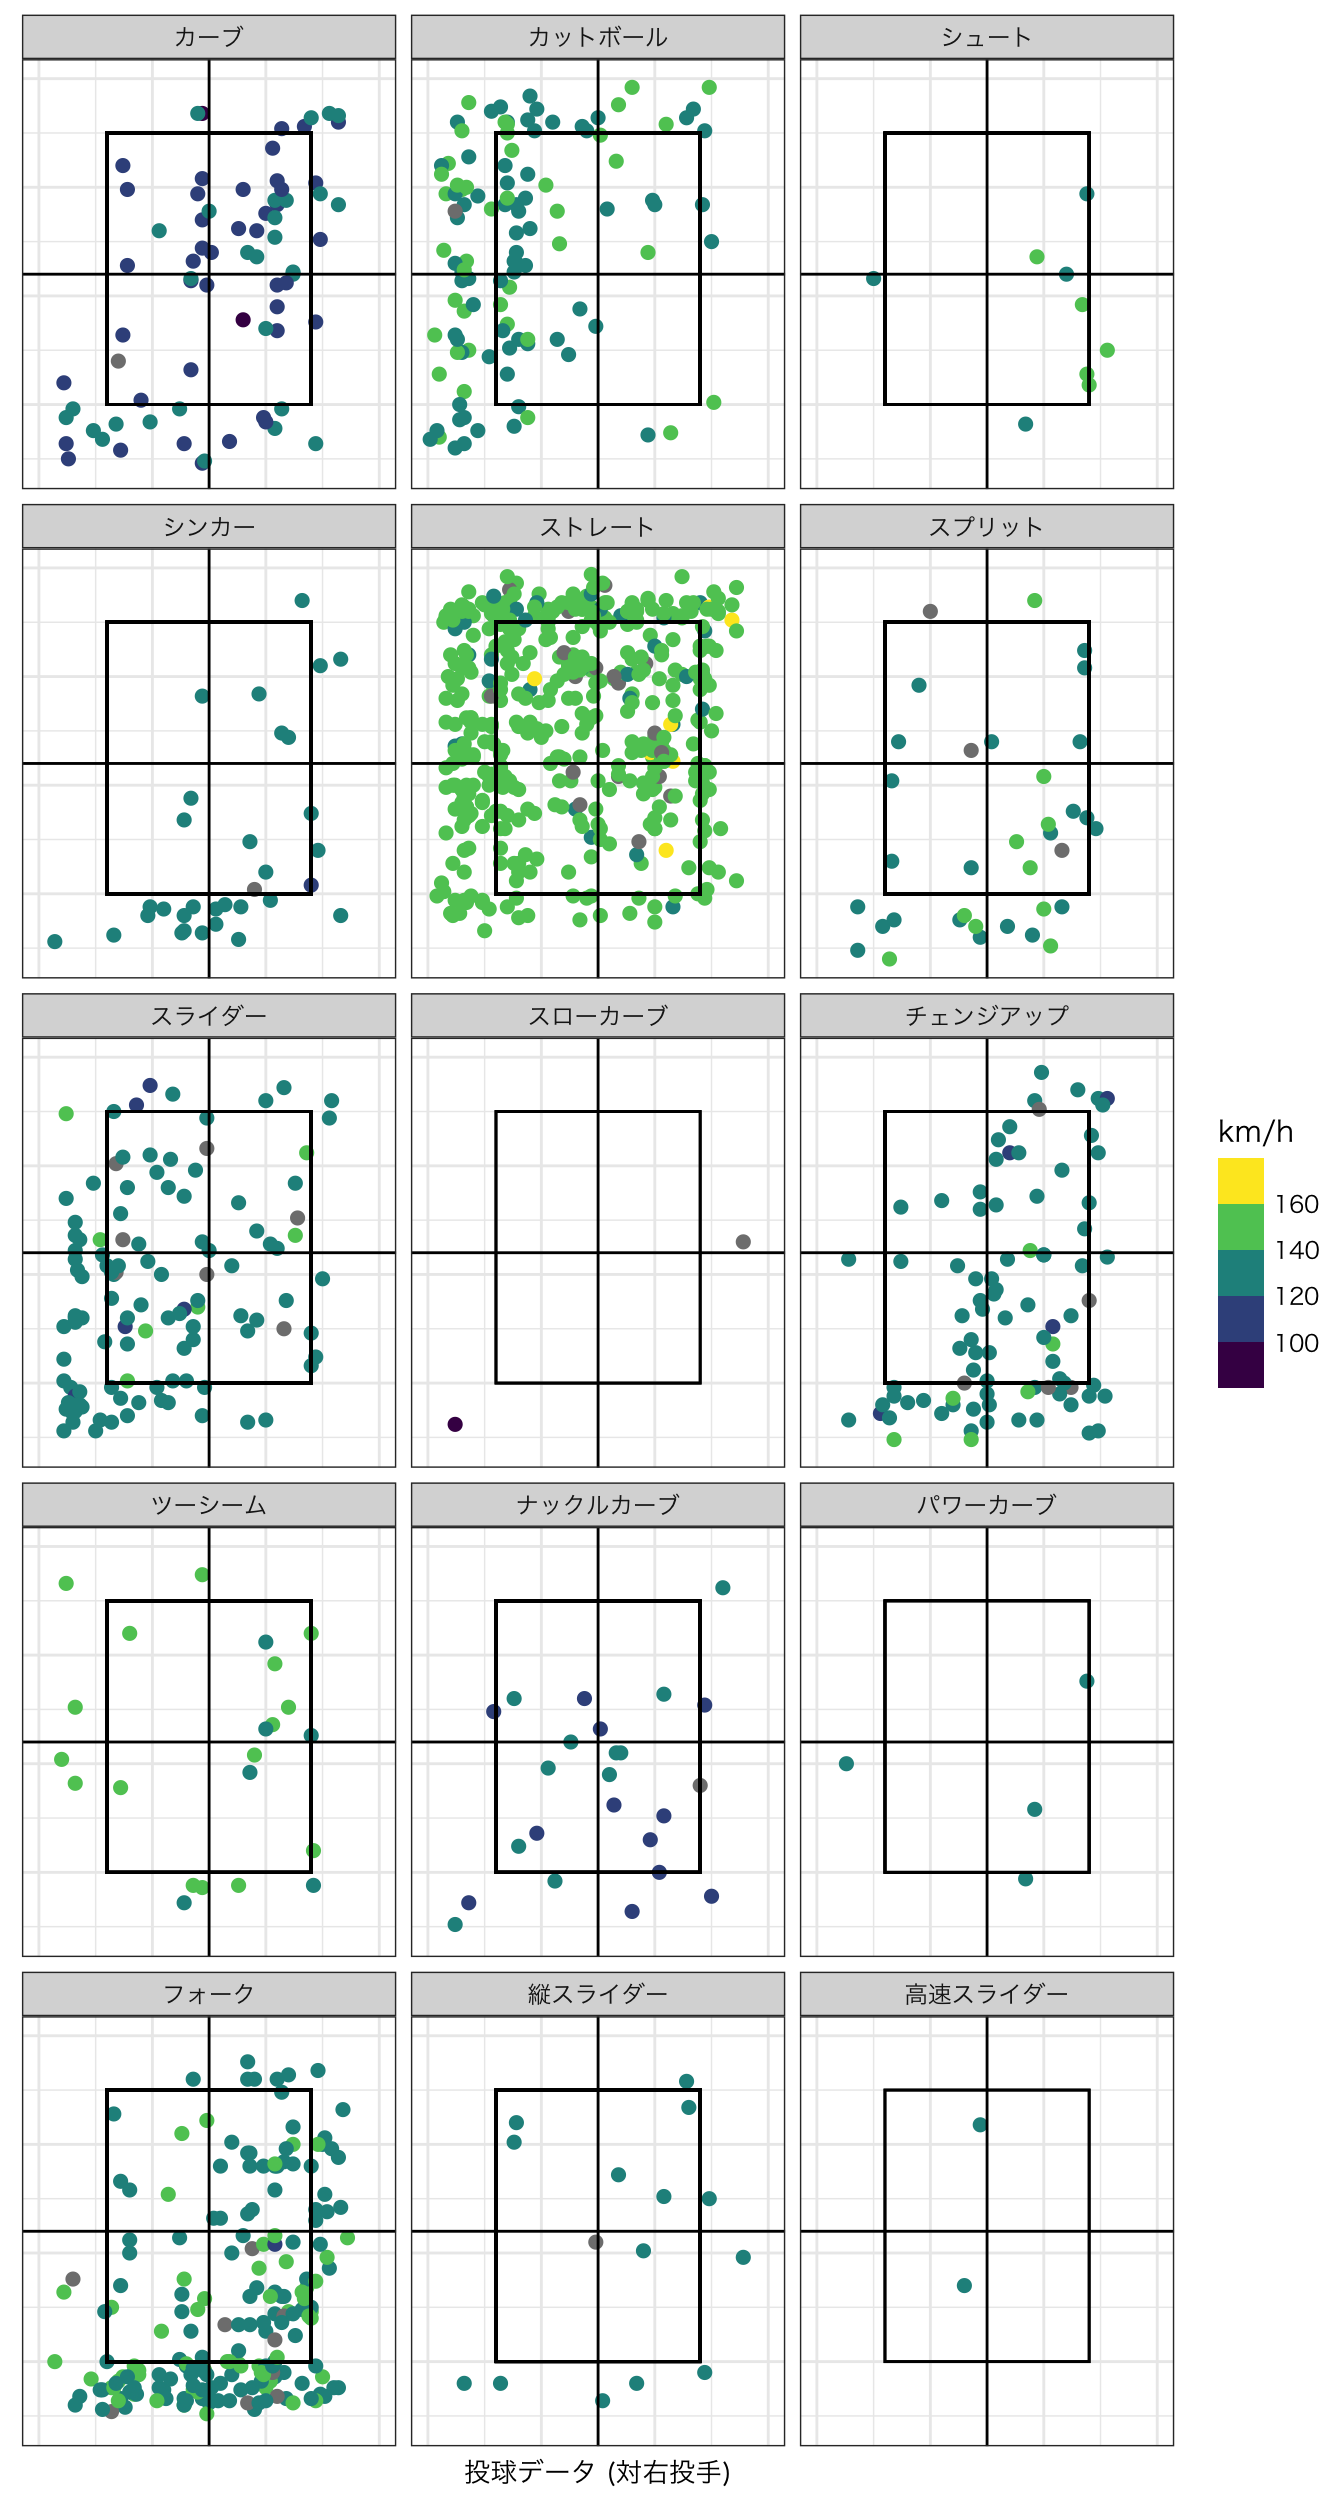 カーブ
カットボール
シュート
シンカー
ストレート
スプリット
スライダー
スローカーブ
チェンジアップ
km/h
160
140
120
100
ツーシーム
ナックルカーブ
パワーカーブ
フォーク
縦スライダー
高速スライダー
投球データ (対右投手)